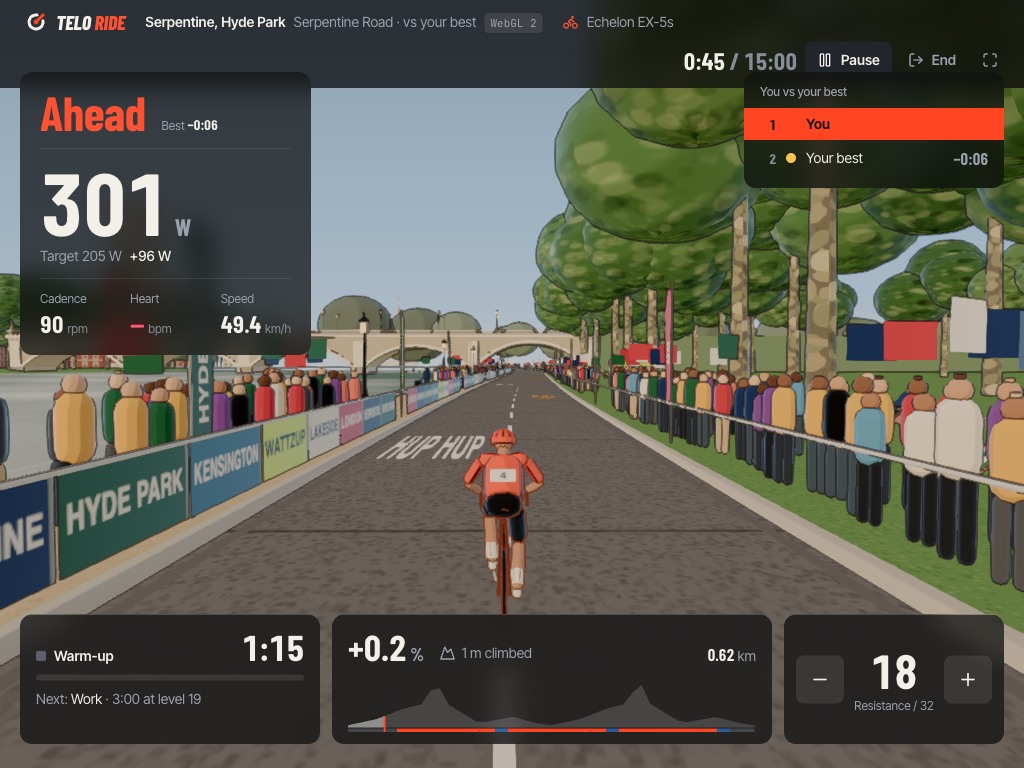 TELO RIDE Serpentine, Hyde Park Serpentine Road · vs your best WebGL 2 Echelon EX-5s
0:45 / 15:00 Pause End
Ahead Best −0:06
301 W
Target 205 W +96 W
Cadence Heart Speed
90 rpm – bpm 49.4 km/h
You vs your best
1 You
2 Your best −0:06
HYDE
HUP HUP
4
INE HYDE PARK KENSINGTON WATTZUP LAKESIDE LONDON
Warm-up 1:15
Next: Work · 3:00 at level 19
+0.2 % 1 m climbed 0.62 km
− 18 +
Resistance / 32